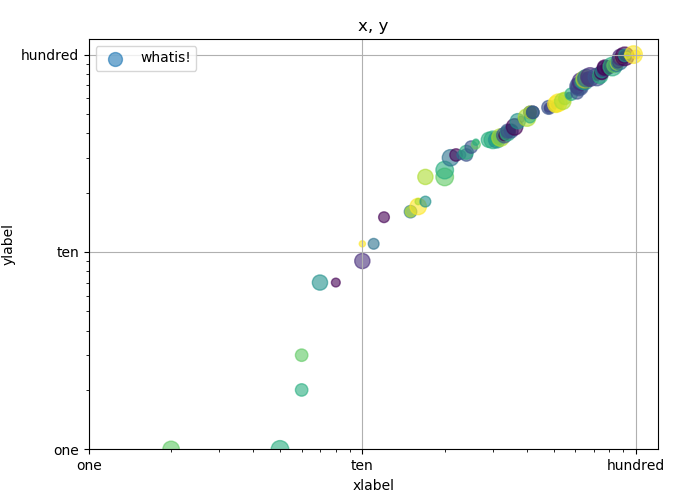 x, y
whatis!
hundred
ten
one
ylabel
one
ten
hundred
xlabel